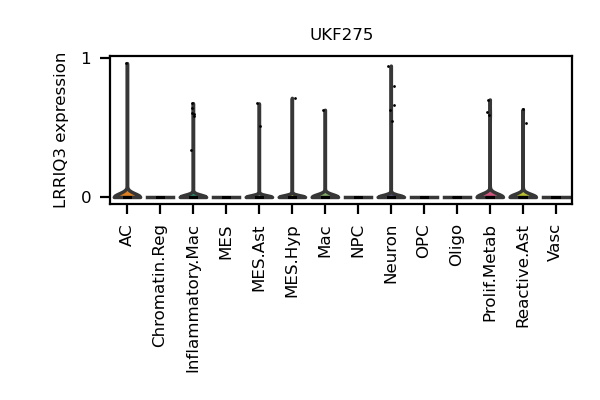 UKF275
LRRIQ3 expression
1
0
AC
Chromatin.Reg
Inflammatory.Mac
MES
MES.Ast
MES.Hyp
Mac
NPC
Neuron
OPC
Oligo
Prolif.Metab
Reactive.Ast
Vasc